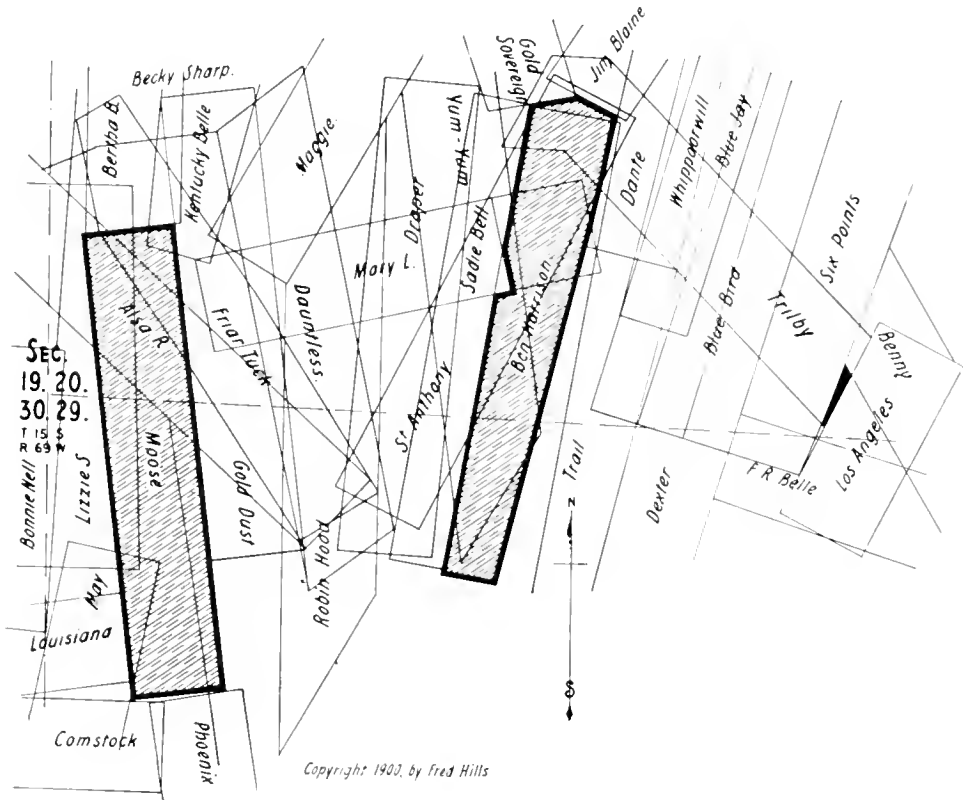 Becky Sharp.
Bertha B.
Kentucky Belle
Maggie.
Draper
Yum-Yum
Gold Sovereign
Jim Blaine
Dante
Whippoorwill
Blue Jay
Mary L.
Sadie Bell
Ben Harrison.
Blue Bird
Trilby
Six Points
Benny
Friar Tuck
Dauntless.
St Anthony
SEC.
19. 20.
30. 29.
T 15 S
R 69 W
Bonnie Nell
Lizzie S
Moose
Gold Dust
Robin Hood
Trail
Dexter
F R Belle
Los Angeles
May
Louisiana
N
S
Comstock
Phoenix
Copyright 1900, by Fred Hills